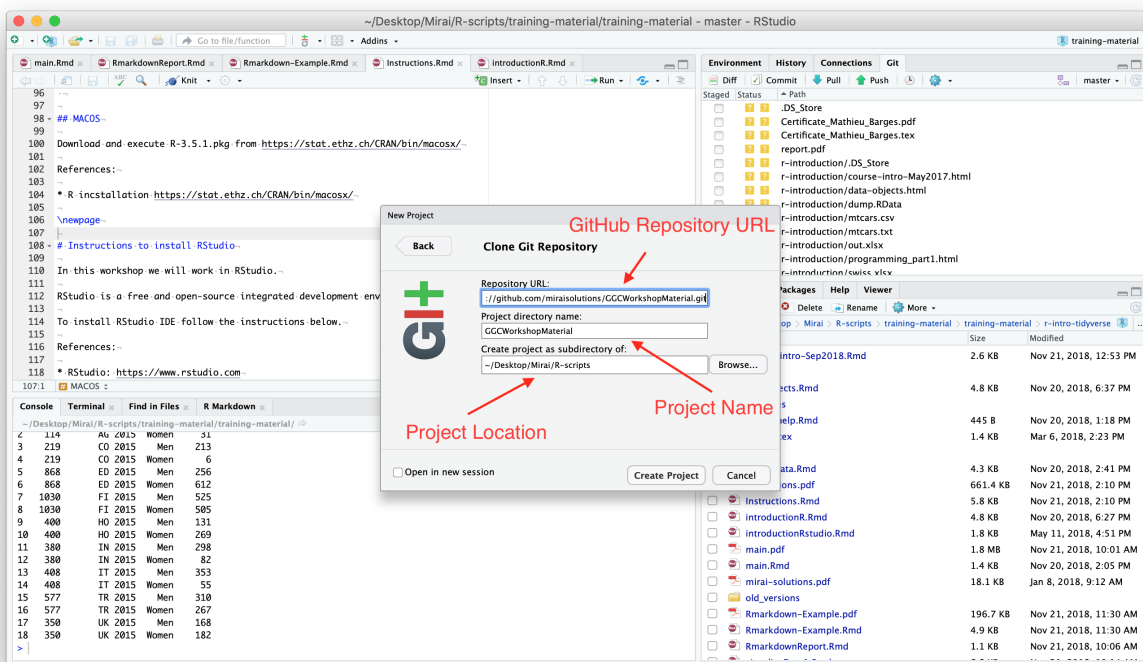 ~/Desktop/Mirai/R-scripts/training-material/training-material - master - RStudio
Go to file/function
Addins
training-material
main.Rmd
RmarkdownReport.Rmd
Rmarkdown-Example.Rmd
Instructions.Rmd
introductionR.Rmd
ABC
Knit
Insert
Run
96
97
98 ## MACOS
99
100 Download and execute R-3.5.1.pkg from https://stat.ethz.ch/CRAN/bin/macosx/
101
102 References:
103
104 * R incstallation https://stat.ethz.ch/CRAN/bin/macosx/
105
106 \newpage
107
108 # Instructions to install RStudio
109
110 In this workshop we will work in RStudio.
111
112 RStudio is a free and open-source integrated development env
113
114 To install RStudio IDE follow the instructions below.
115
116 References:
117
118 * RStudio: https://www.rstudio.com
107:1 # MACOS
Console
Terminal
Find in Files
R Markdown
~/Desktop/Mirai/R-scripts/training-material/training-material/
2 114 AG 2015 Women 31
3 219 CO 2015 Men 213
4 219 CO 2015 Women 6
5 868 ED 2015 Men 256
6 868 ED 2015 Women 612
7 1030 FI 2015 Men 525
8 1030 FI 2015 Women 505
9 400 HO 2015 Men 131
10 400 HO 2015 Women 269
11 380 IN 2015 Men 298
12 380 IN 2015 Women 82
13 408 IT 2015 Men 353
14 408 IT 2015 Women 55
15 577 TR 2015 Men 310
16 577 TR 2015 Women 267
17 350 UK 2015 Men 168
18 350 UK 2015 Women 182
>
New Project
GitHub Repository URL
Back
Clone Git Repository
git
Repository URL:
://github.com/miraisolutions/GGCWorkshopMaterial.git
Project directory name:
GGCWorkshopMaterial
Create project as subdirectory of:
~/Desktop/Mirai/R-scripts
Browse...
Project Name
Project Location
Open in new session
Create Project
Cancel
Environment
History
Connections
Git
Diff
Commit
Pull
Push
master
Staged
Status
Path
.DS_Store
Certificate_Mathieu_Barges.pdf
Certificate_Mathieu_Barges.tex
report.pdf
r-introduction/.DS_Store
r-introduction/course-intro-May2017.html
r-introduction/data-objects.html
r-introduction/dump.RData
r-introduction/mtcars.csv
r-introduction/mtcars.txt
r-introduction/out.xlsx
r-introduction/programming_part1.html
r-introduction/swiss.xlsx
ackages
Help
Viewer
Delete
Rename
More
op > Mirai > R-scripts > training-material > training-material > r-intro-tidyverse
Size
Modified
intro-Sep2018.Rmd 2.6 KB Nov 21, 2018, 12:53 PM
ects.Rmd 4.8 KB Nov 20, 2018, 6:37 PM
s
elp.Rmd 445 B Nov 20, 2018, 1:18 PM
ex 1.4 KB Mar 6, 2018, 2:23 PM
ata.Rmd 4.3 KB Nov 20, 2018, 2:41 PM
ons.pdf 661.4 KB Nov 21, 2018, 2:10 PM
Instructions.Rmd 5.8 KB Nov 21, 2018, 2:10 PM
introductionR.Rmd 4.8 KB Nov 20, 2018, 6:27 PM
introductionRstudio.Rmd 1.8 KB May 11, 2018, 4:51 PM
main.pdf 1.8 MB Nov 21, 2018, 10:01 AM
main.Rmd 1.4 KB Nov 20, 2018, 2:05 PM
mirai-solutions.pdf 18.1 KB Jan 8, 2018, 9:12 AM
old_versions
Rmarkdown-Example.pdf 196.7 KB Nov 21, 2018, 11:30 AM
Rmarkdown-Example.Rmd 4.9 KB Nov 21, 2018, 11:30 AM
RmarkdownReport.Rmd 1.1 KB Nov 21, 2018, 10:06 AM